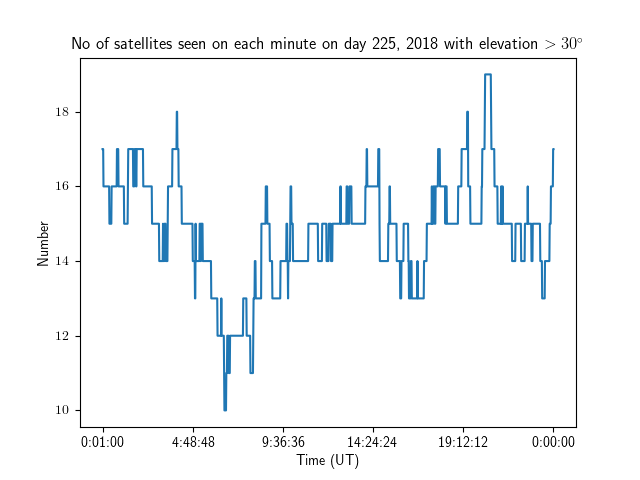 No of satellites seen on each minute on day 225, 2018 with elevation > 30°
Number
18
16
14
12
10
0:01:00 4:48:48 9:36:36 14:24:24 19:12:12 0:00:00
Time (UT)